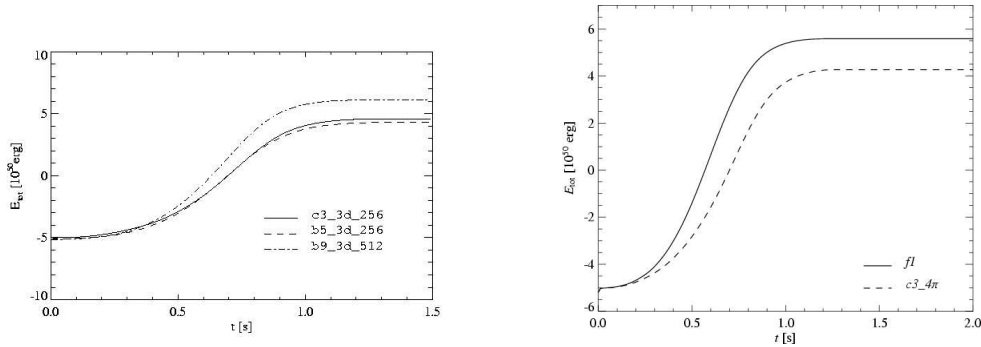 10
5
0
-5
-10
E_tot [10^50 erg]
c3_3d_256
b5_3d_256
b9_3d_512
0.0 0.5 1.0 1.5
t [s]
6
4
2
0
-2
-4
-6
E_tot [10^50 erg]
f1
c3_4π
0.0 0.5 1.0 1.5 2.0
t [s]